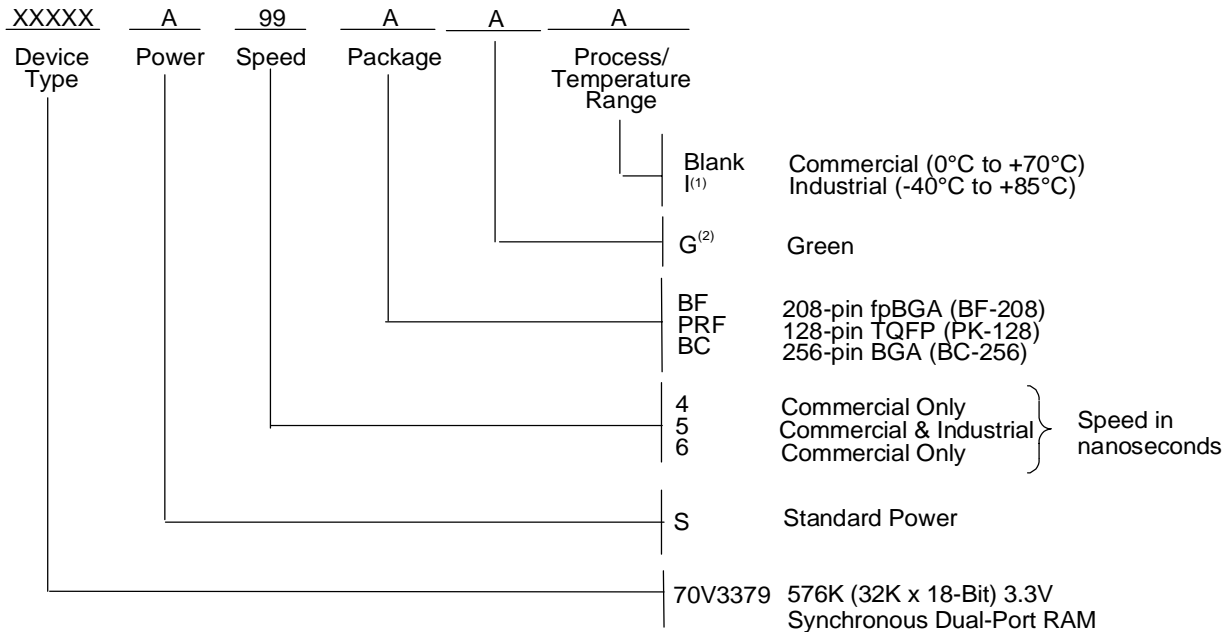 XXXXX A 99 A A A
Device Type Power Speed Package Process/ Temperature Range
Blank Commercial (0°C to +70°C)
I(1) Industrial (-40°C to +85°C)
G(2) Green
BF 208-pin fpBGA (BF-208)
PRF 128-pin TQFP (PK-128)
BC 256-pin BGA (BC-256)
4 Commercial Only
5 Commercial & Industrial
6 Commercial Only
Speed in
nanoseconds
S Standard Power
70V3379 576K (32K x 18-Bit) 3.3V
Synchronous Dual-Port RAM